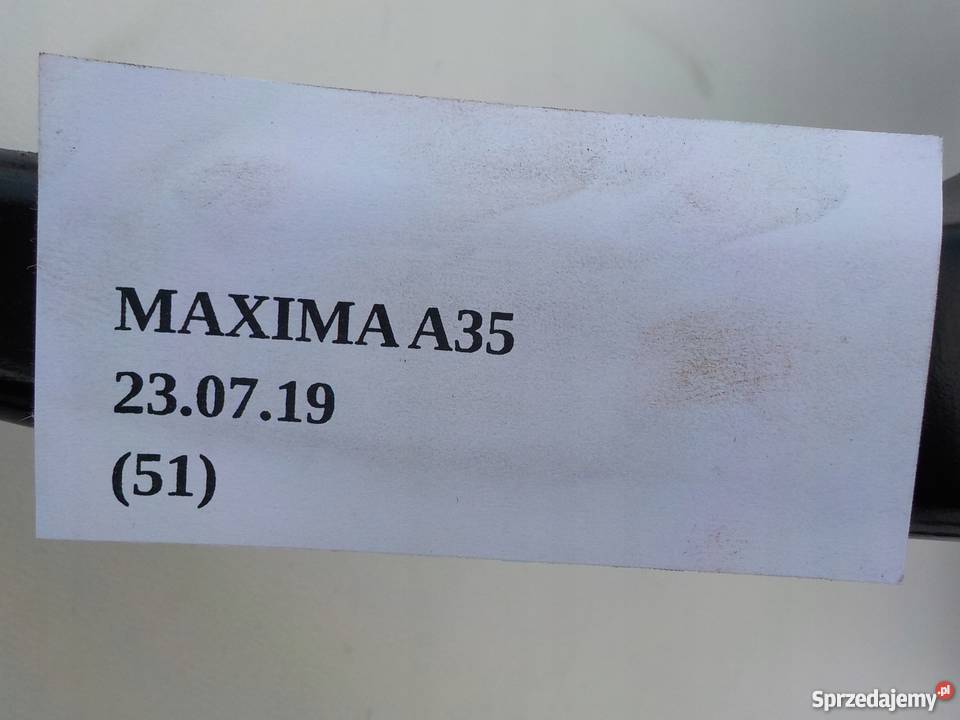 MAXIMA A35
23.07.19
(51)
Sprzedajemy.pl